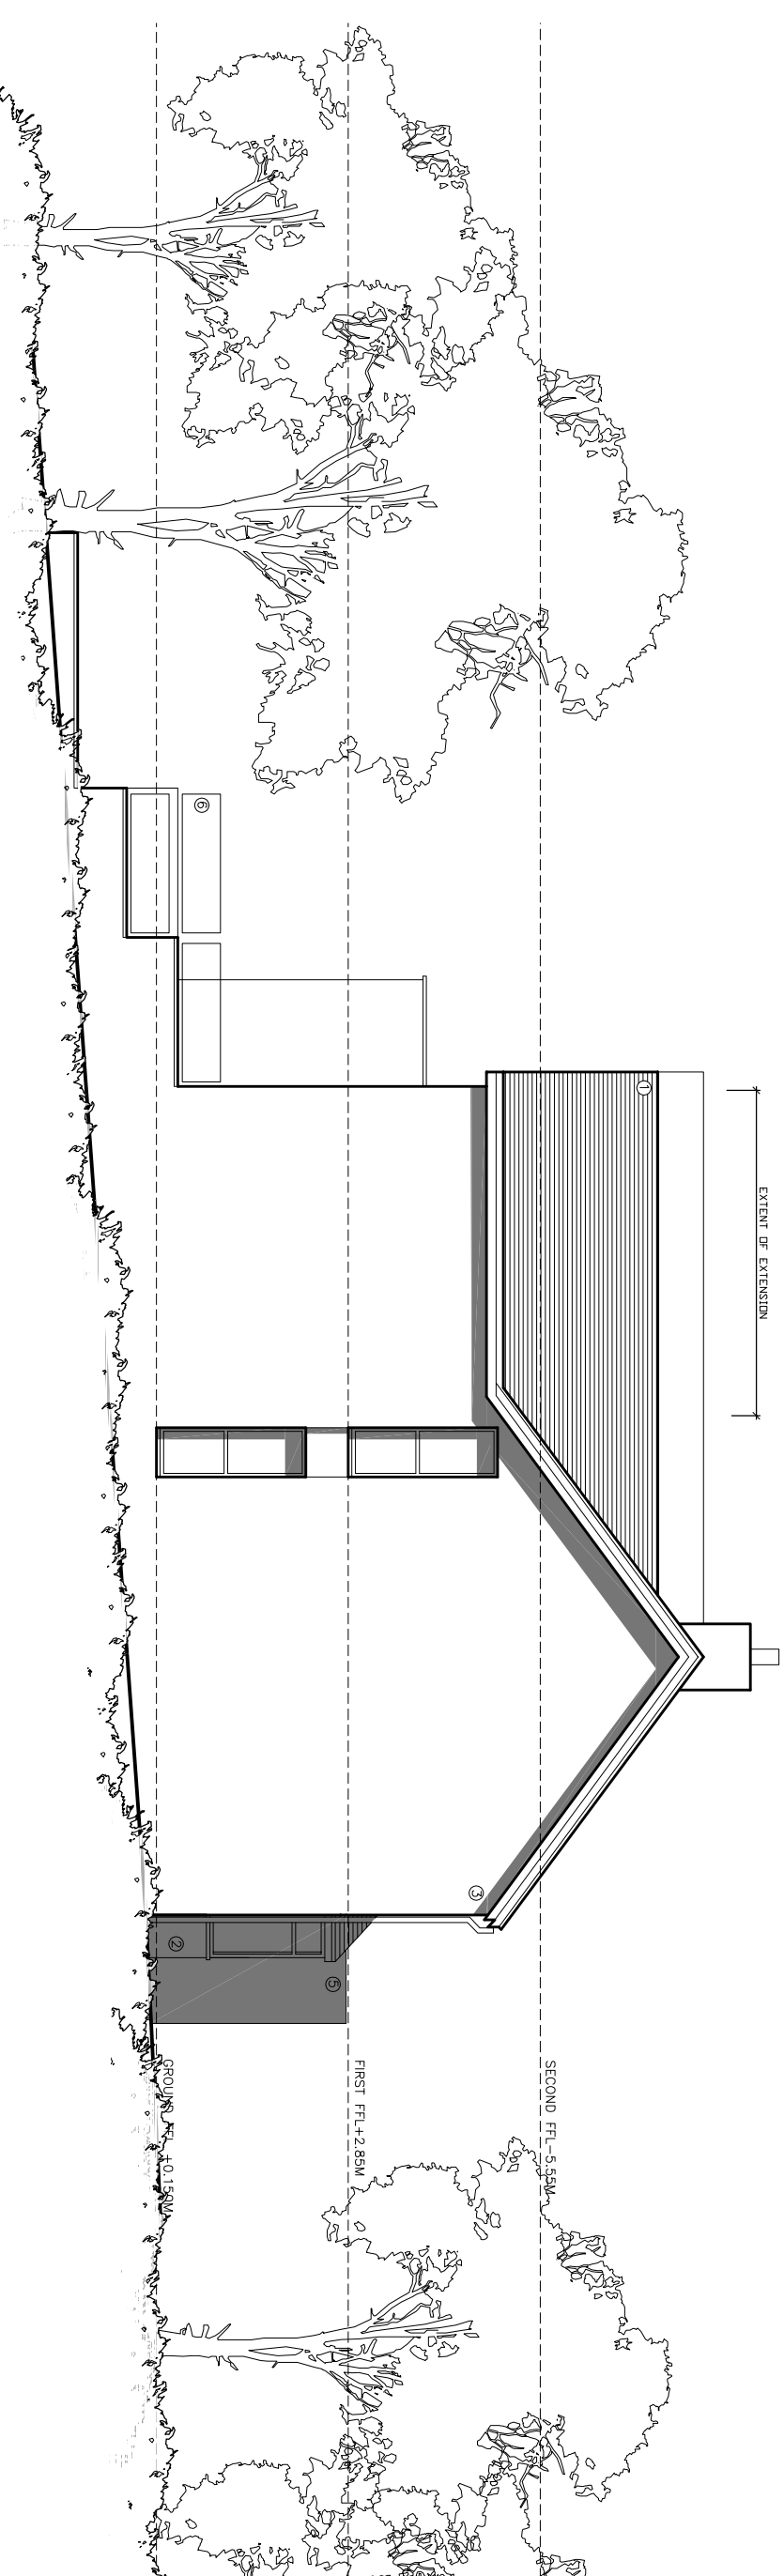 EXTENT OF EXTENSION
1
6
3
2
5
SECOND FFL-5.55M
FIRST FFL+2.85M
GROUND FFL +0.150M